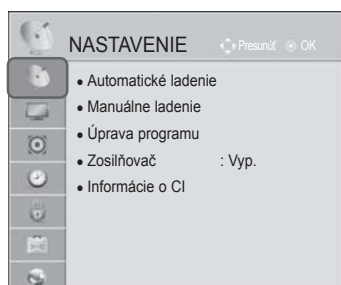 NASTAVENIE Presunúť OK
• Automatické ladenie
• Manuálne ladenie
• Úprava programu
• Zosilňovač : Vyp.
• Informácie o CI